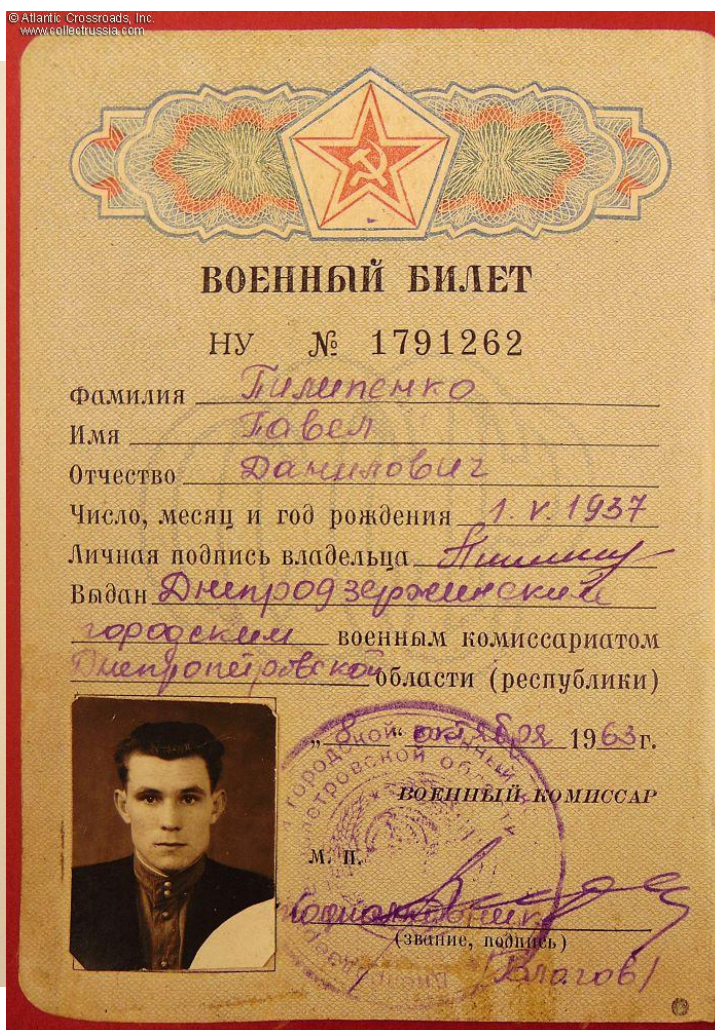 © Atlantic Crossroads, Inc.
www.collectrussia.com
ВОЕННЫЙ БИЛЕТ
НУ № 1791262
Фамилия Пилипенко
Имя Павел
Отчество Данилович
Число, месяц и год рождения 1. V. 1937
Личная подпись владельца
Выдан Днепродзержинским
городским военным комиссариатом
Днепропетровской области (республики)
„8“ октября 1963 г.
ВОЕННЫЙ КОМИССАР
М. П.
Подполковник
(звание, подпись)